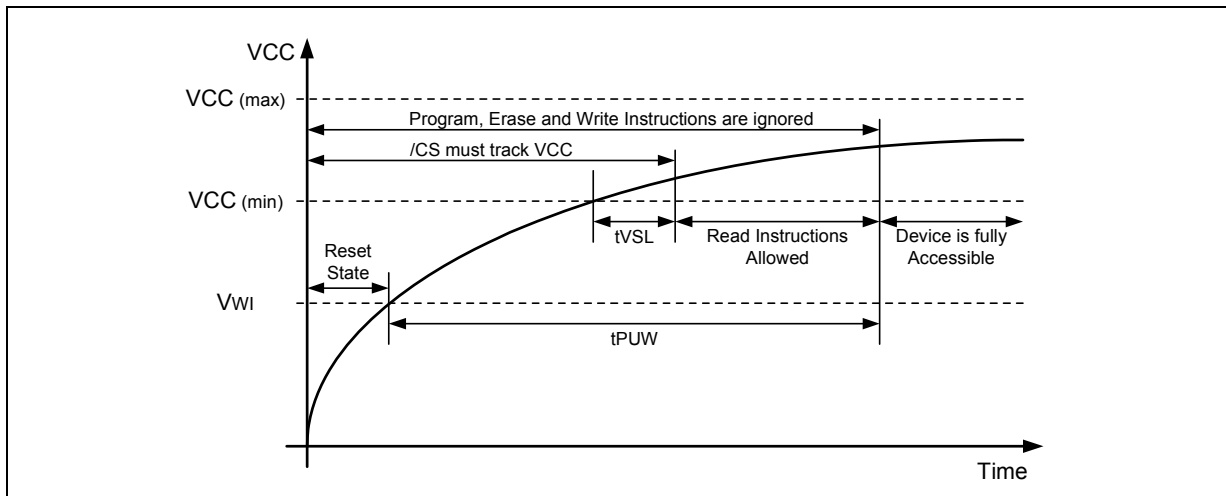 VCC
VCC (max)
Program, Erase and Write Instructions are ignored
/CS must track VCC
VCC (min)
tVSL
Read Instructions
Allowed
Device is fully
Accessible
Reset
State
VWI
tPUW
Time